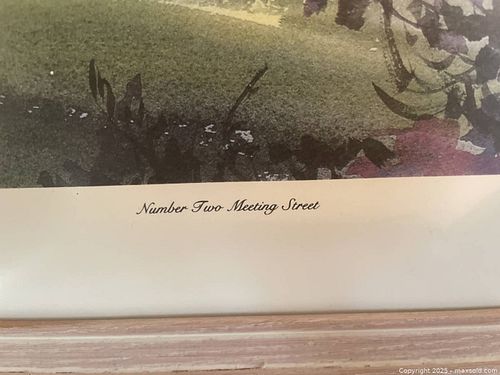 Number Two Meeting Street
Copyright 2025 - maxsold.com